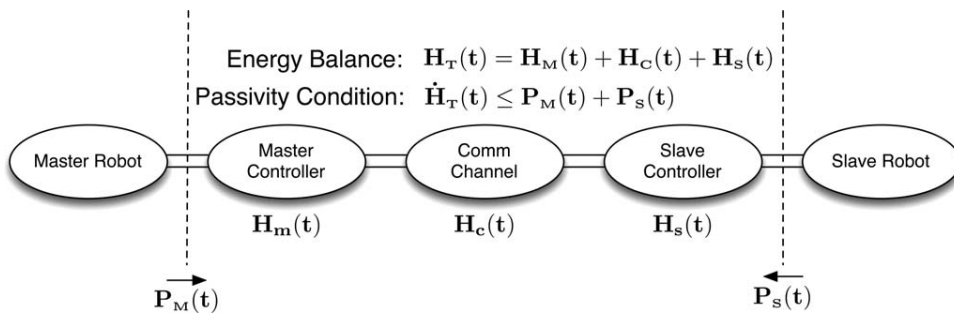 Energy Balance: H_T(t) = H_M(t) + H_C(t) + H_S(t)
Passivity Condition: Ḣ_T(t) ≤ P_M(t) + P_S(t)
Master Robot
Master
Controller
Comm
Channel
Slave
Controller
Slave Robot
H_m(t)
H_c(t)
H_s(t)
P_M(t)
P_S(t)